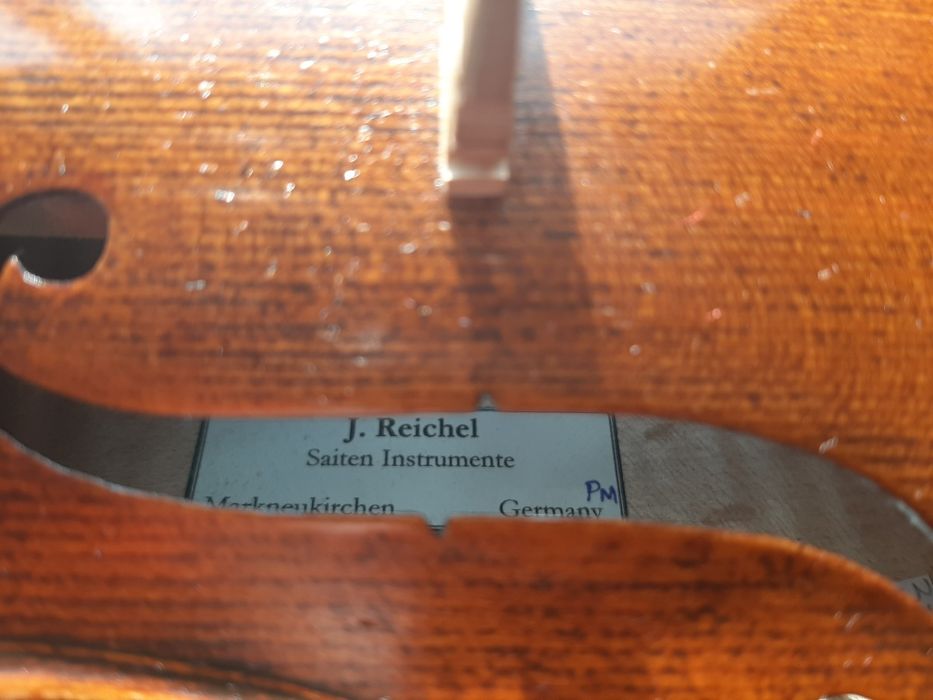 J. Reichel
Saiten Instrumente
PM
Markneukirchen Germany